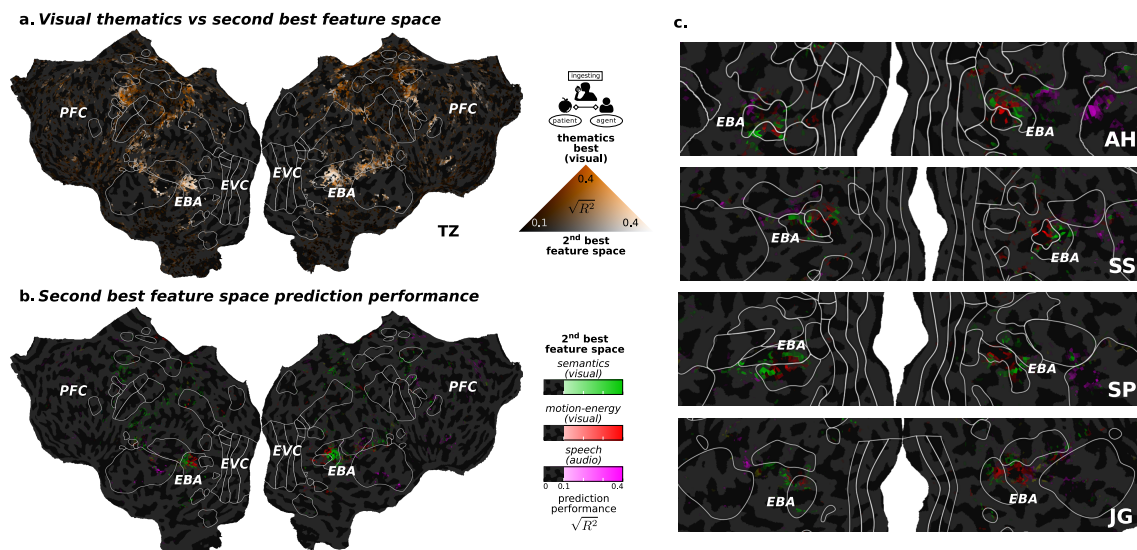 a. Visual thematics vs second best feature space
PFC
PFC
EVC
EVC
EBA
EBA
TZ
ingesting
patient
agent
thematics
best
(visual)
0.4
√R²
0.1
0.4
2nd best
feature space
b. Second best feature space prediction performance
PFC
PFC
EVC
EVC
EBA
EBA
2nd best
feature space
semantics
(visual)
motion-energy
(visual)
speech
(audio)
0 0.1 0.4
prediction
performance
√R²
c.
EBA
EBA
AH
EBA
EBA
SS
EBA
EBA
SP
EBA
EBA
JG